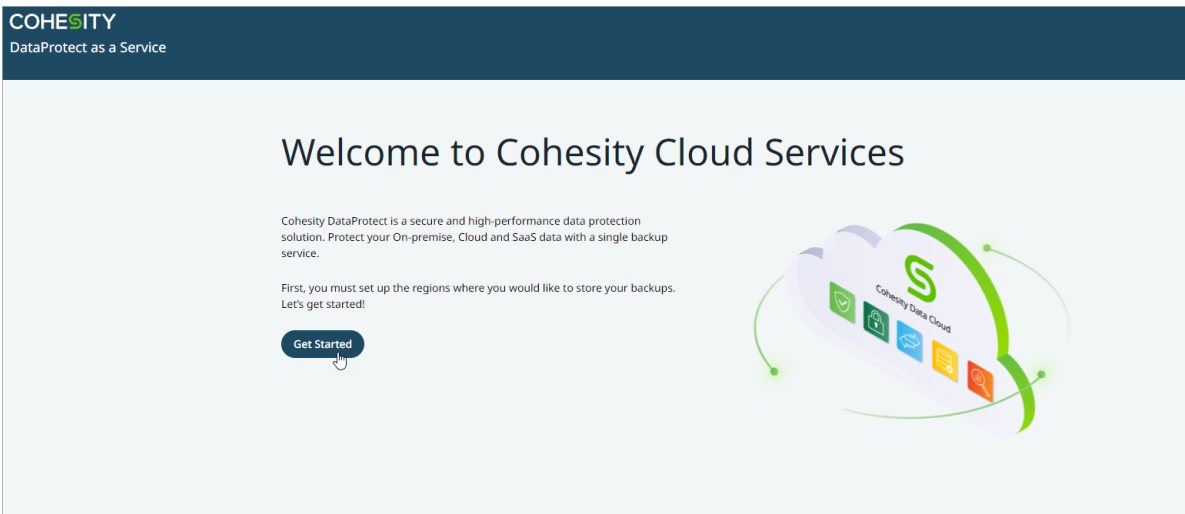 COHESITY
DataProtect as a Service
Welcome to Cohesity Cloud Services
Cohesity DataProtect is a secure and high-performance data protection
solution. Protect your On-premise, Cloud and SaaS data with a single backup
service.
First, you must set up the regions where you would like to store your backups.
Let's get started!
Get Started
Cohesity Data Cloud